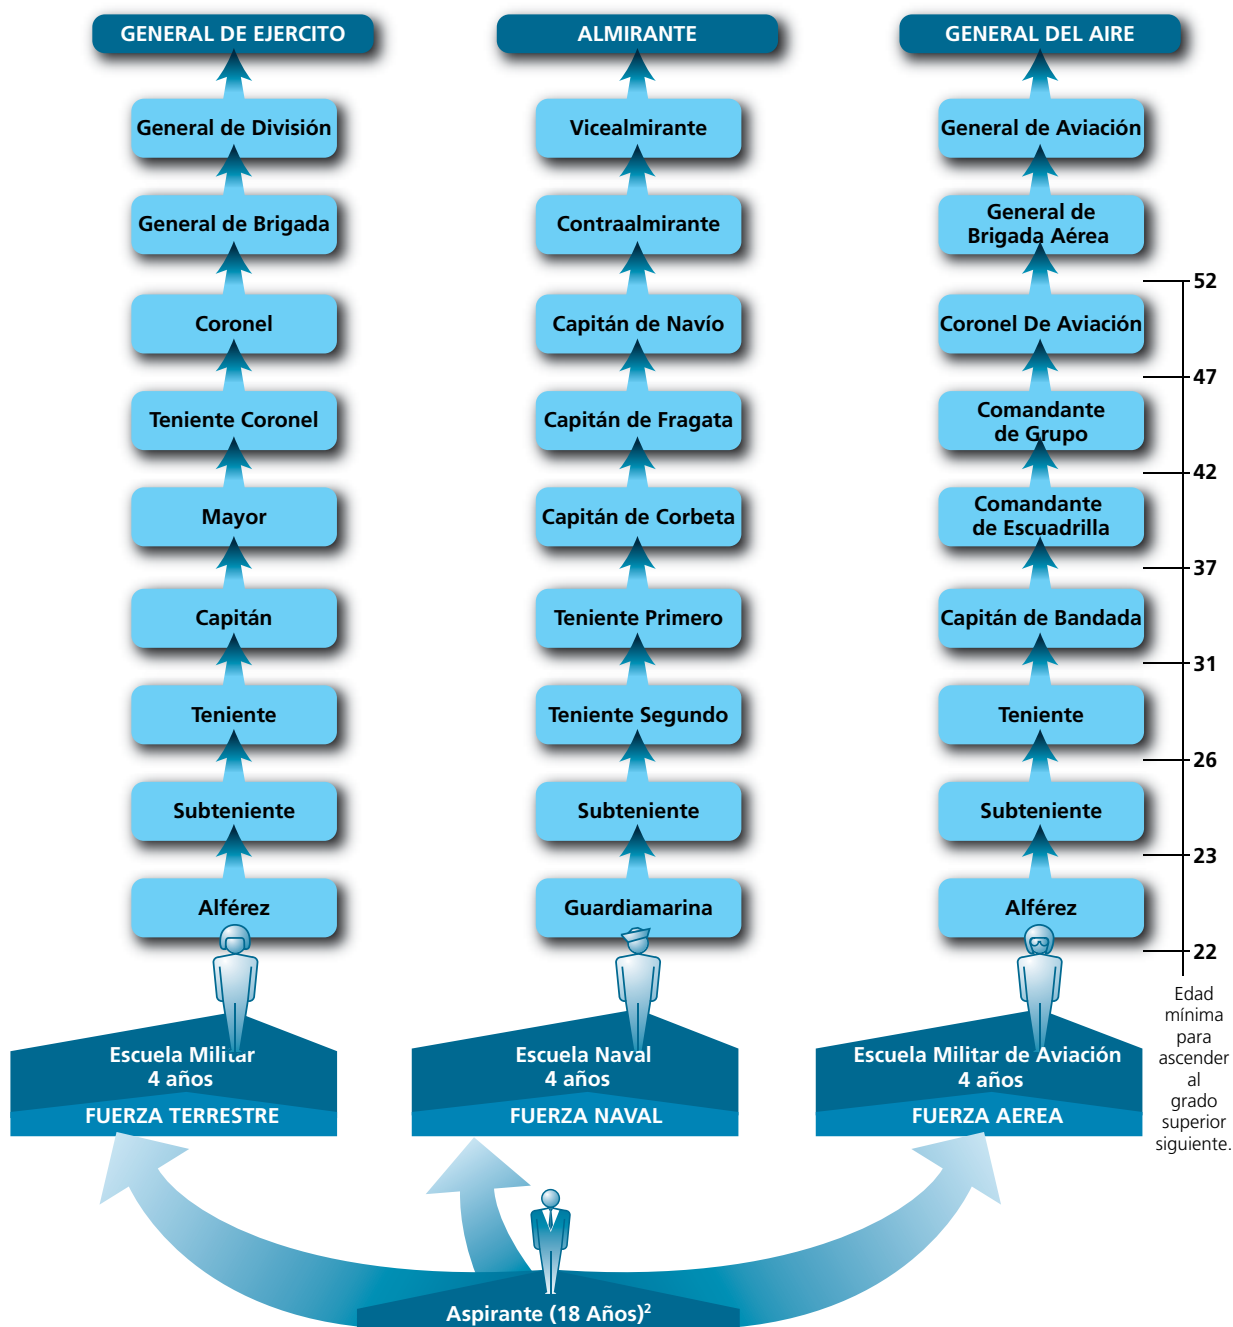 GENERAL DE EJERCITO
General de División
General de Brigada
Coronel
Teniente Coronel
Mayor
Capitán
Teniente
Subteniente
Alférez
Escuela Militar
4 años
FUERZA TERRESTRE
ALMIRANTE
Vicealmirante
Contraalmirante
Capitán de Navío
Capitán de Fragata
Capitán de Corbeta
Teniente Primero
Teniente Segundo
Subteniente
Guardiamarina
Escuela Naval
4 años
FUERZA NAVAL
GENERAL DEL AIRE
General de Aviación
General de
Brigada Aérea
Coronel De Aviación
Comandante
de Grupo
Comandante
de Escuadrilla
Capitán de Bandada
Teniente
Subteniente
Alférez
Escuela Militar de Aviación
4 años
FUERZA AEREA
52
47
42
37
31
26
23
22
Edad
mínima
para
ascender
al
grado
superior
siguiente.
Aspirante (18 Años)²